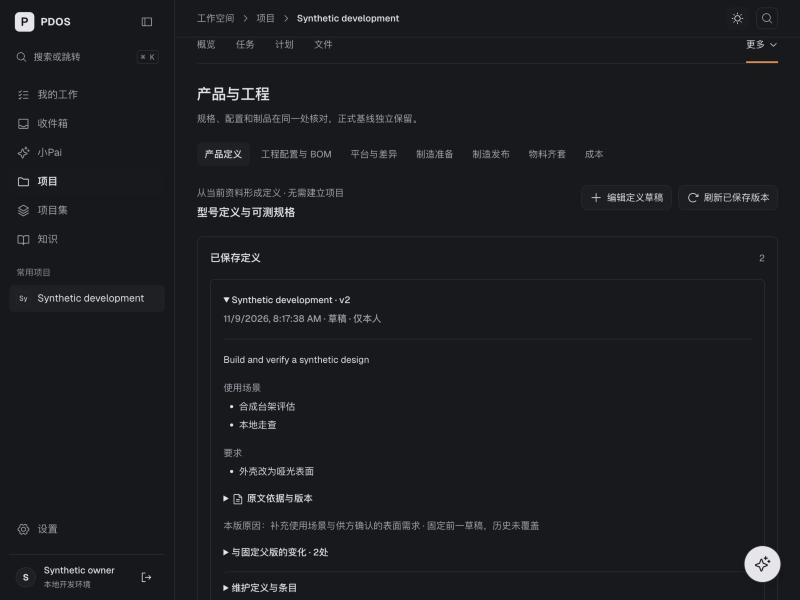 P PDOS
搜索或跳转 ⌘ K
我的工作
收件箱
小Pai
项目
项目集
知识
常用项目
Sy Synthetic development
设置
S Synthetic owner
本地开发环境
工作空间 > 项目 > Synthetic development
概览 任务 计划 文件 更多
产品与工程
规格、配置和制品在同一处核对，正式基线独立保留。
产品定义 工程配置与 BOM 平台与差异 制造准备 制造发布 物料齐套 成本
从当前资料形成定义 · 无需建立项目
型号定义与可测规格
编辑定义草稿 刷新已保存版本
已保存定义 2
▼Synthetic development · v2
11/9/2026, 8:17:38 AM · 草稿 · 仅本人
Build and verify a synthetic design
使用场景
• 合成台架评估
• 本地走查
要求
• 外壳改为哑光表面
▶ 原文依据与版本
本版原因：补充使用场景与供方确认的表面需求 · 固定前一草稿，历史未覆盖
▶ 与固定父版的变化 · 2处
▶ 维护定义与条目